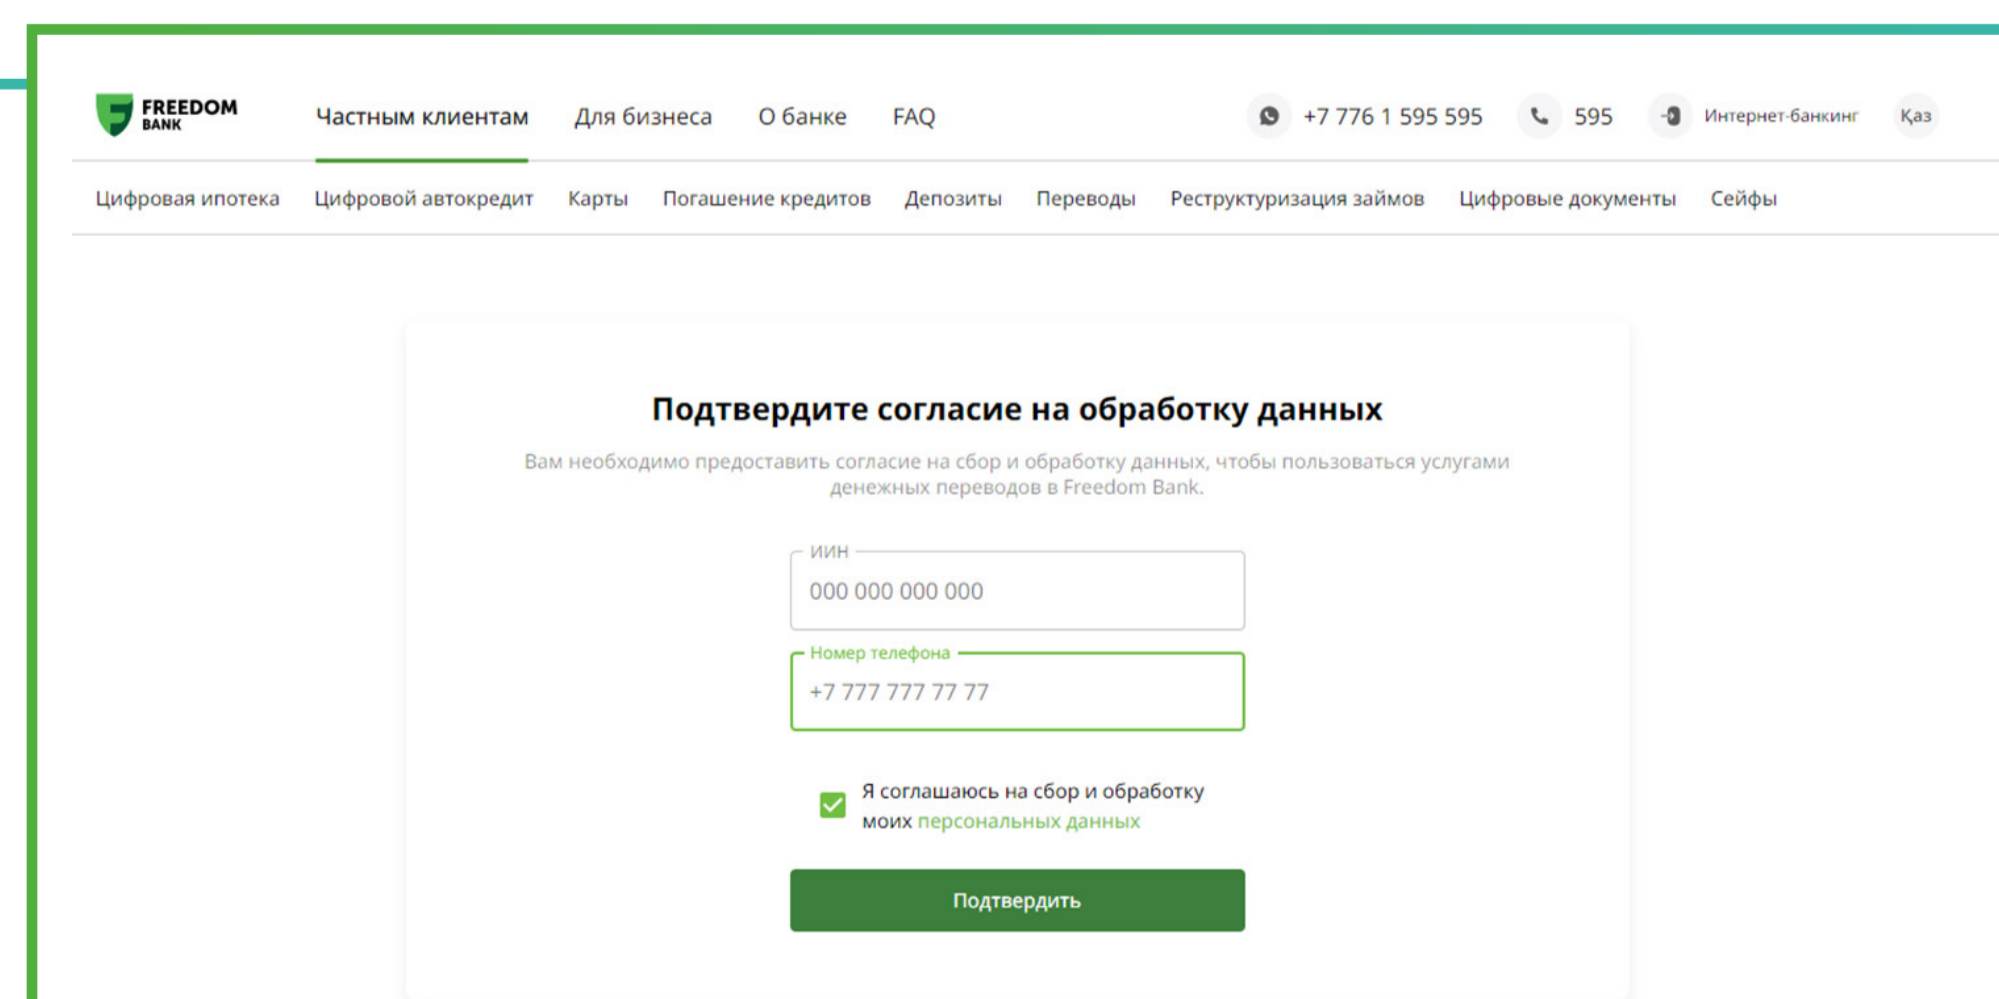 FREEDOM
BANK
Частным клиентам Для бизнеса О банке FAQ +7 776 1 595 595 595 Интернет-банкинг Қаз
Цифровая ипотека Цифровой автокредит Карты Погашение кредитов Депозиты Переводы Реструктуризация займов Цифровые документы Сейфы
Подтвердите согласие на обработку данных
Вам необходимо предоставить согласие на сбор и обработку данных, чтобы пользоваться услугами
денежных переводов в Freedom Bank.
ИИН
000 000 000 000
Номер телефона
+7 777 777 77 77
Я соглашаюсь на сбор и обработку
моих персональных данных
Подтвердить